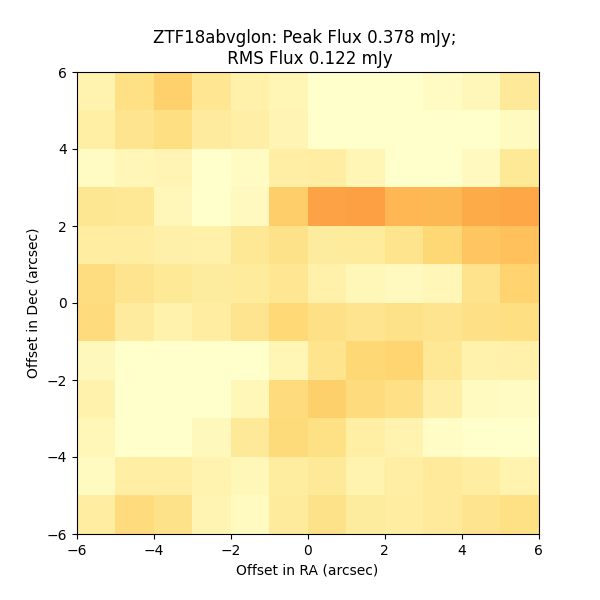 ZTF18abvglon: Peak Flux 0.378 mJy;
RMS Flux 0.122 mJy
6
4
2
0
−2
−4
−6
Offset in Dec (arcsec)
−6 −4 −2 0 2 4 6
Offset in RA (arcsec)